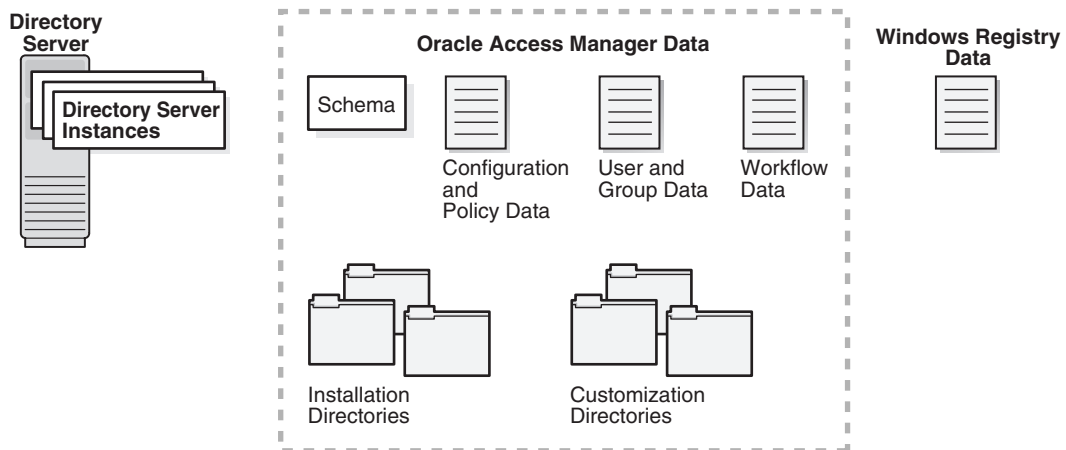 Directory
Server
Directory Server
Instances
Oracle Access Manager Data
Schema
Configuration
and
Policy Data
User and
Group Data
Workflow
Data
Installation
Directories
Customization
Directories
Windows Registry
Data